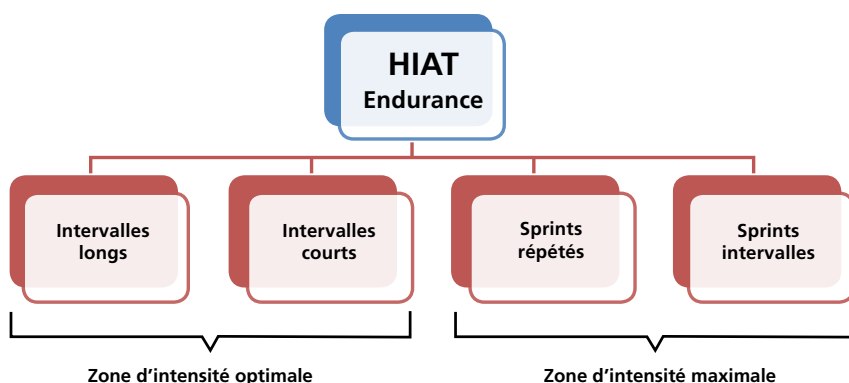 HIAT
Endurance
Intervalles
longs
Intervalles
courts
Sprints
répétés
Sprints
intervalles
Zone d'intensité optimale
Zone d'intensité maximale